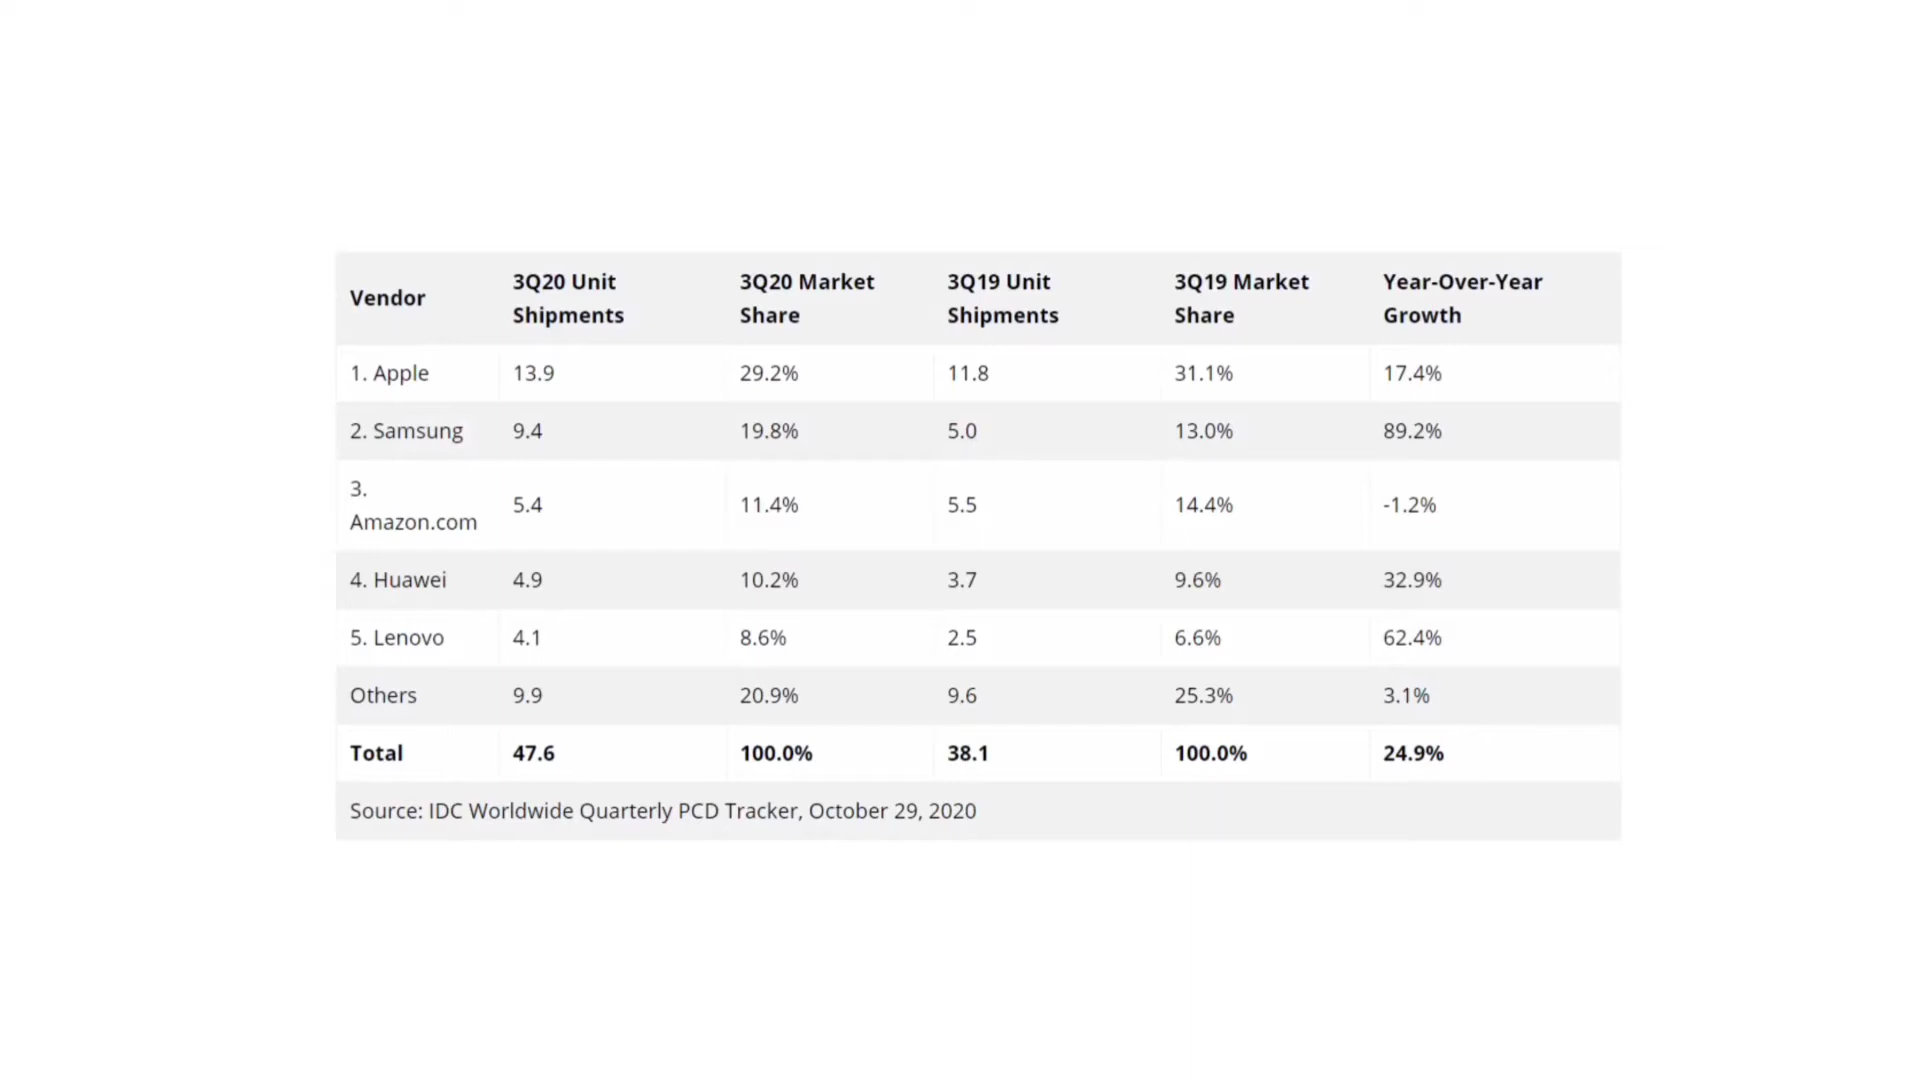 Vendor 3Q20 Unit Shipments 3Q20 Market Share 3Q19 Unit Shipments 3Q19 Market Share Year-Over-Year Growth
1. Apple 13.9 29.2% 11.8 31.1% 17.4%
2. Samsung 9.4 19.8% 5.0 13.0% 89.2%
3. Amazon.com 5.4 11.4% 5.5 14.4% -1.2%
4. Huawei 4.9 10.2% 3.7 9.6% 32.9%
5. Lenovo 4.1 8.6% 2.5 6.6% 62.4%
Others 9.9 20.9% 9.6 25.3% 3.1%
Total 47.6 100.0% 38.1 100.0% 24.9%
Source: IDC Worldwide Quarterly PCD Tracker, October 29, 2020